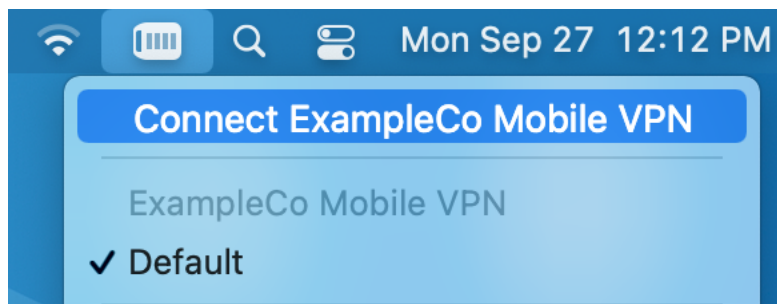 Mon Sep 27 12:12 PM
Connect ExampleCo Mobile VPN
ExampleCo Mobile VPN
✓ Default